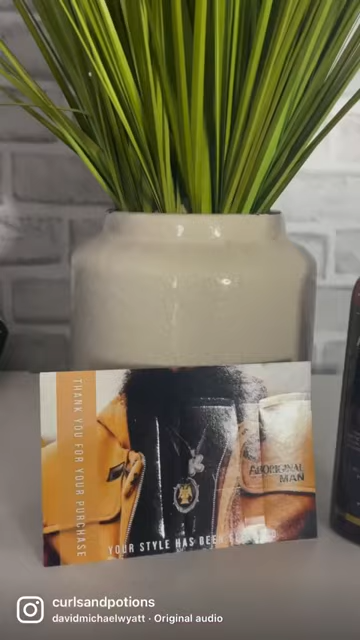 THANK YOU FOR YOUR PURCHASE
ABORIGINAL
MAN
YOUR STYLE HAS BEEN
curlsandpotions
davidmichaelwyatt · Original audio